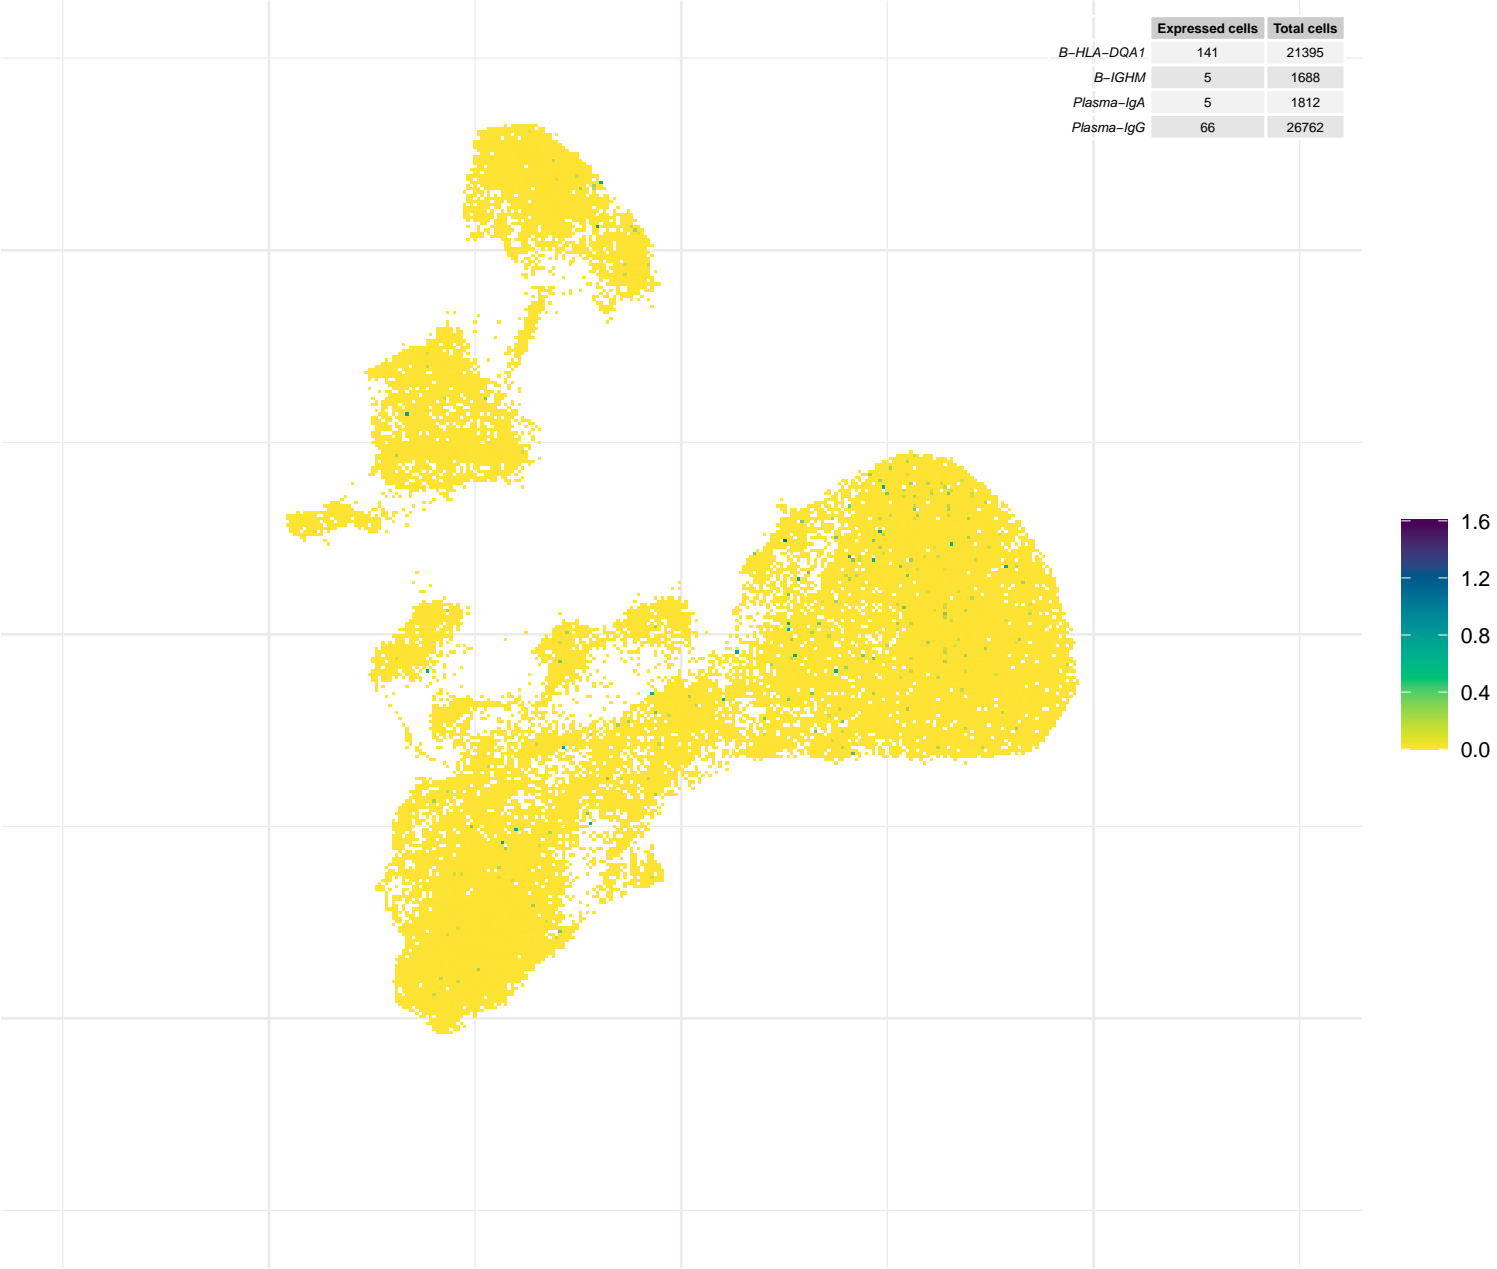 Expressed cells Total cells
B−HLA−DQA1 141 21395
B−IGHM 5 1688
Plasma−IgA 5 1812
Plasma−IgG 66 26762
1.6
1.2
0.8
0.4
0.0